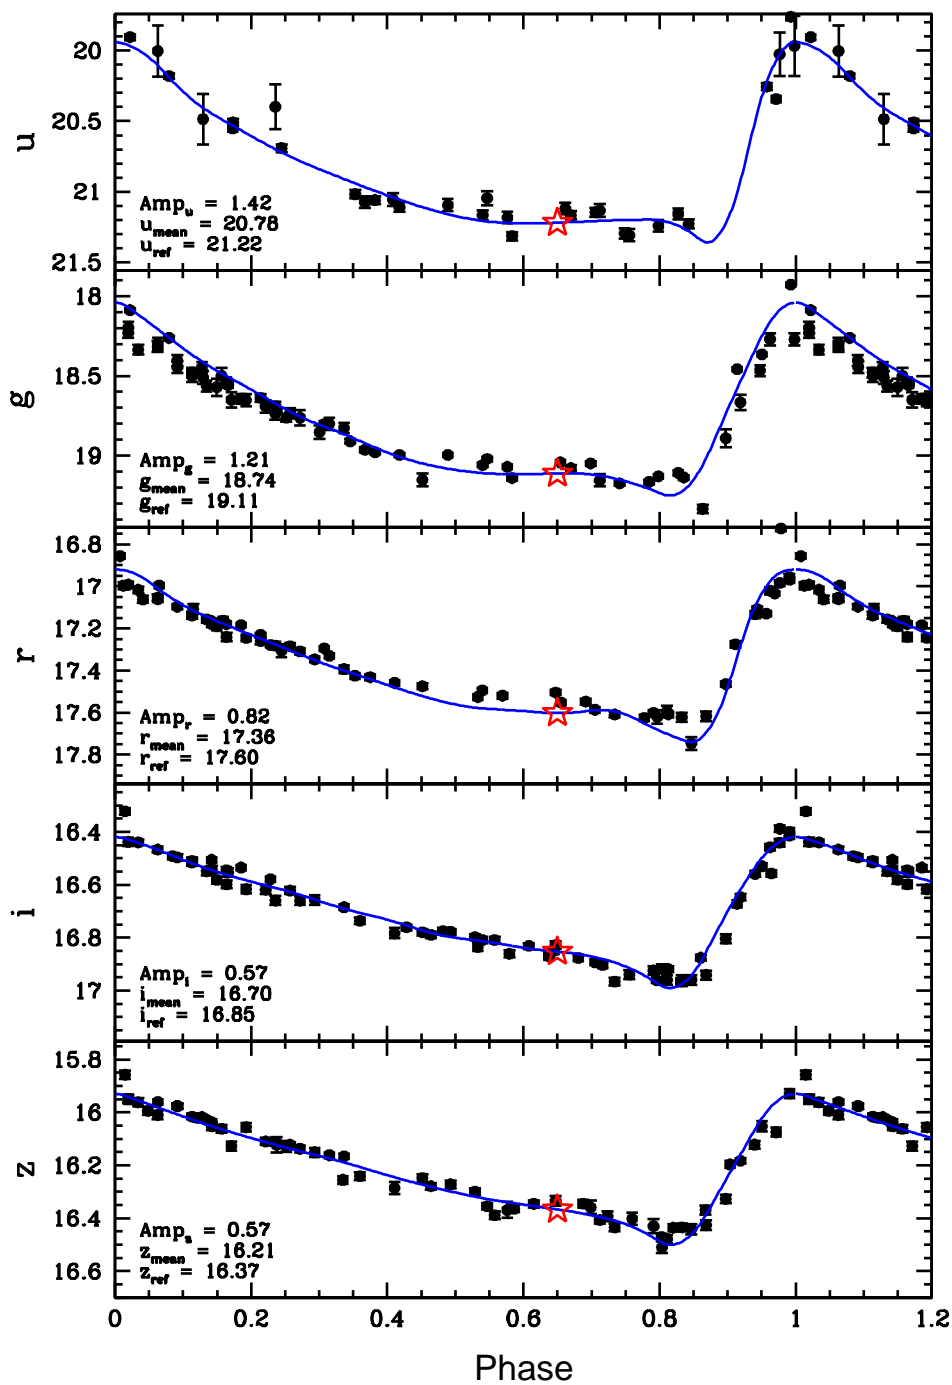 20
20.5
21
21.5
u
Amp_u = 1.42
u_mean = 20.78
u_ref = 21.22
18
18.5
19
g
Amp_g = 1.21
g_mean = 18.74
g_ref = 19.11
16.8
17
17.2
17.4
17.6
17.8
r
Amp_r = 0.82
r_mean = 17.36
r_ref = 17.60
16.4
16.6
16.8
17
i
Amp_i = 0.57
i_mean = 16.70
i_ref = 16.85
15.8
16
16.2
16.4
16.6
z
Amp_z = 0.57
z_mean = 16.21
z_ref = 16.37
0 0.2 0.4 0.6 0.8 1 1.2
Phase